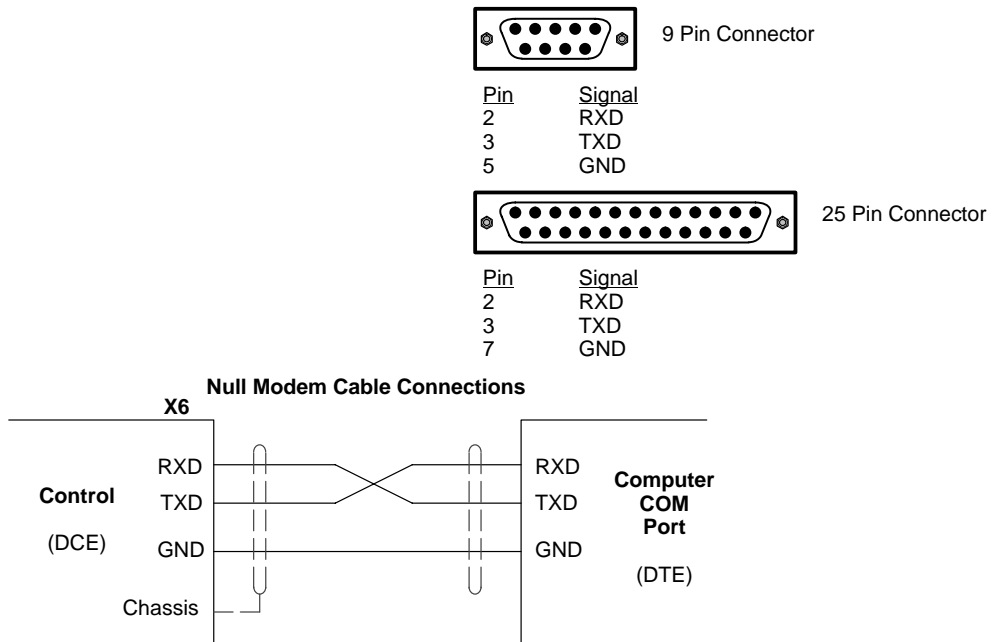 9 Pin Connector
Pin Signal
2 RXD
3 TXD
5 GND
25 Pin Connector
Pin Signal
2 RXD
3 TXD
7 GND
Null Modem Cable Connections
X6
RXD RXD
Control TXD TXD Computer
COM
Port
(DCE) GND GND
(DTE)
Chassis